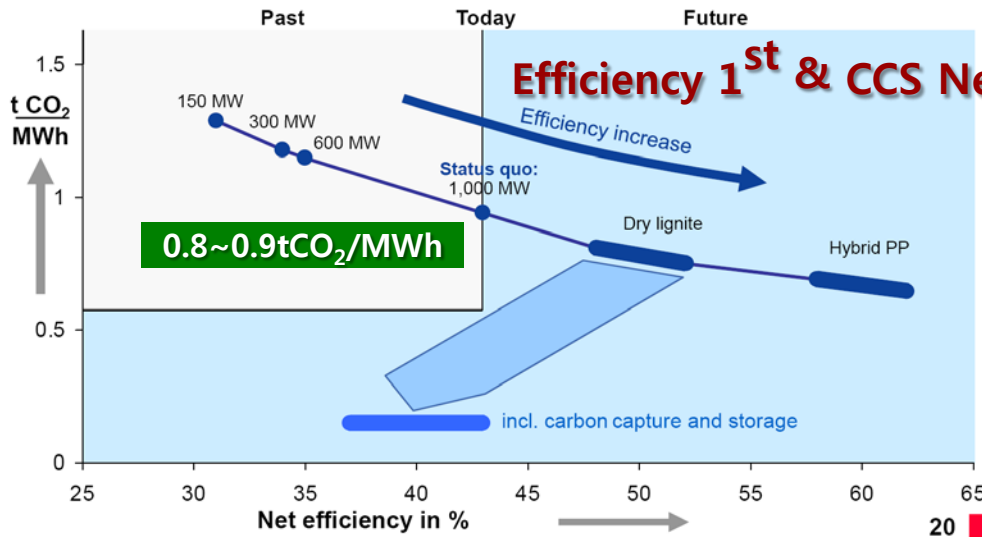 Past Today Future
Efficiency 1st & CCS Ne
1.5
t CO₂
MWh
150 MW
300 MW
600 MW
Efficiency increase
Status quo:
1,000 MW
1
0.8~0.9tCO₂/MWh
Dry lignite
Hybrid PP
0.5
incl. carbon capture and storage
0
25 30 35 40 45 50 55 60 65
Net efficiency in %
20